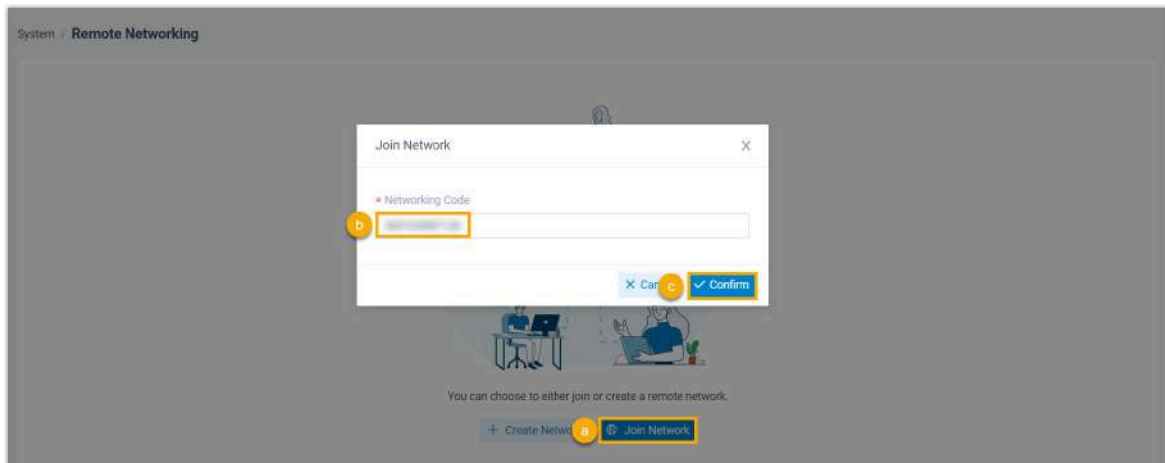 System / Remote Networking
Join Network X
* Networking Code
b
c
Confirm
You can choose to either join or create a remote network.
+ Create a Join Network